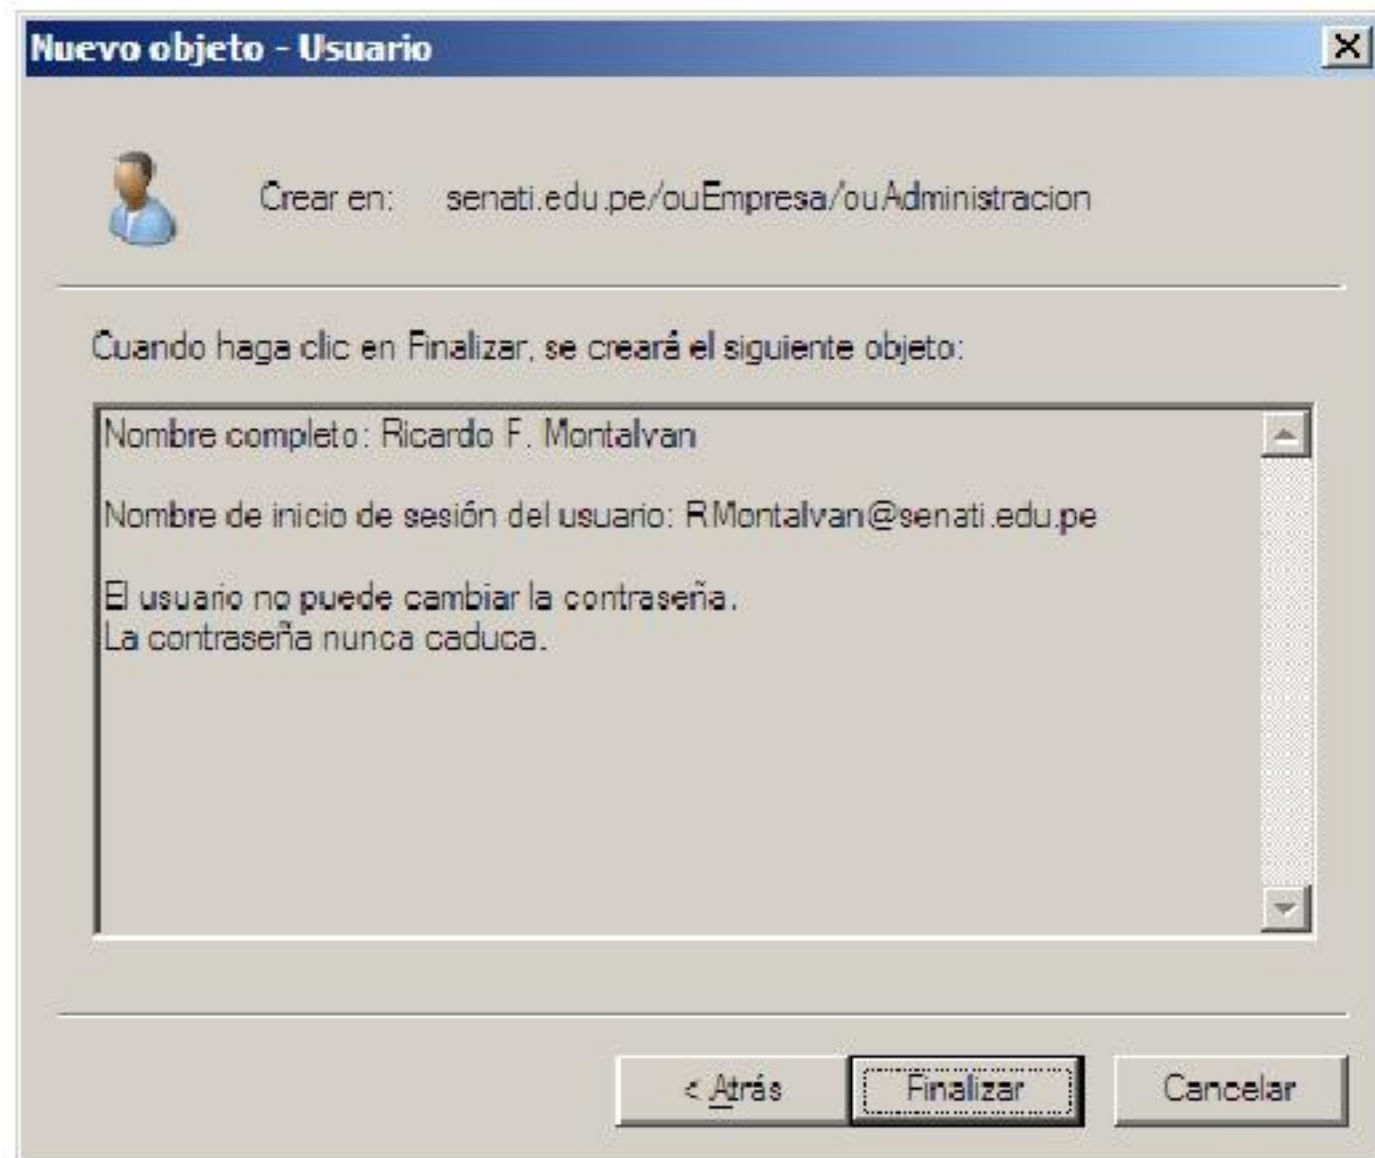 Nuevo objeto - Usuario
Crear en: senati.edu.pe/ouEmpresa/ouAdministracion
Cuando haga clic en Finalizar, se creará el siguiente objeto:
Nombre completo: Ricardo F. Montalvan
Nombre de inicio de sesión del usuario: RMontalvan@senati.edu.pe
El usuario no puede cambiar la contraseña.
La contraseña nunca caduca.
< Atrás Finalizar Cancelar